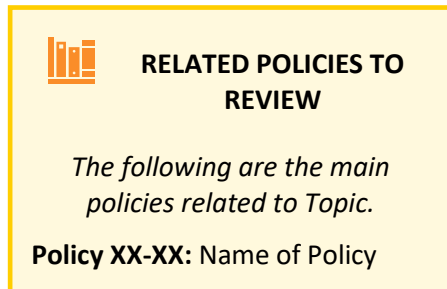 RELATED POLICIES TO
REVIEW
The following are the main
policies related to Topic.
Policy XX-XX: Name of Policy